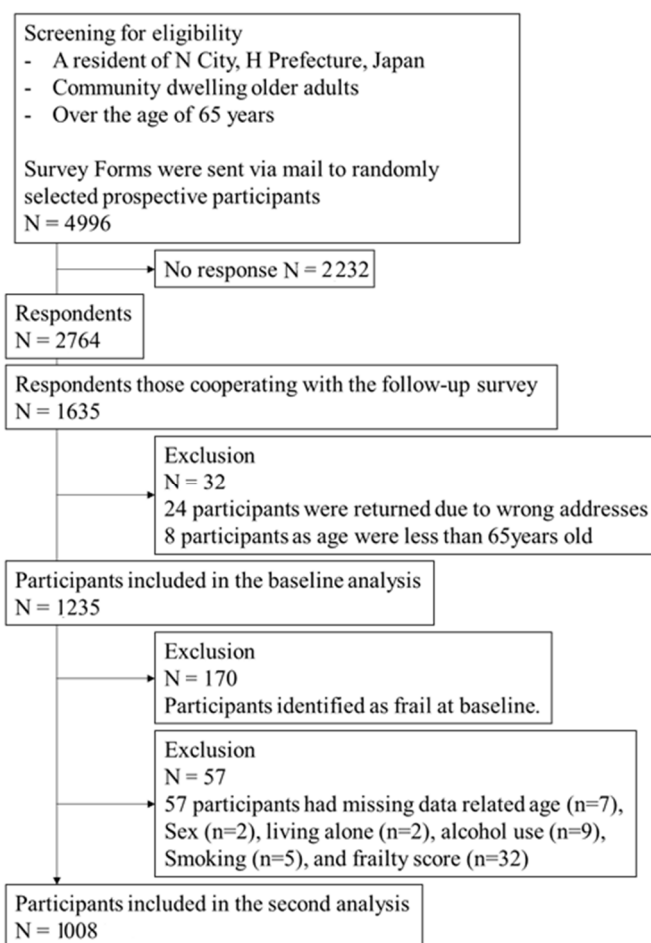 Screening for eligibility
- A resident of N City, H Prefecture, Japan
- Community dwelling older adults
- Over the age of 65 years
Survey Forms were sent via mail to randomly
selected prospective participants
N = 4996
No response N = 2232
Respondents
N = 2764
Respondents those cooperating with the follow-up survey
N = 1635
Exclusion
N = 32
24 participants were returned due to wrong addresses
8 participants as age were less than 65years old
Participants included in the baseline analysis
N = 1235
Exclusion
N = 170
Participants identified as frail at baseline.
Exclusion
N = 57
57 participants had missing data related age (n=7),
Sex (n=2), living alone (n=2), alcohol use (n=9),
Smoking (n=5), and frailty score (n=32)
Participants included in the second analysis
N = 1008